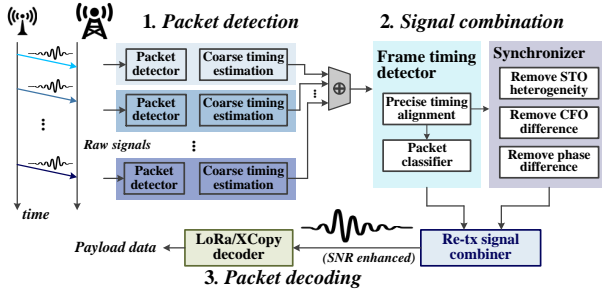 1. Packet detection
2. Signal combination
Packet
detector
Coarse timing
estimation
Packet
detector
Coarse timing
estimation
Raw signals
Packet
detector
Coarse timing
estimation
time
Frame timing
detector
Precise timing
alignment
Packet
classifier
Synchronizer
Remove STO
heterogeneity
Remove CFO
difference
Remove phase
difference
Payload data
LoRa/XCopy
decoder
(SNR enhanced)
Re-tx signal
combiner
3. Packet decoding